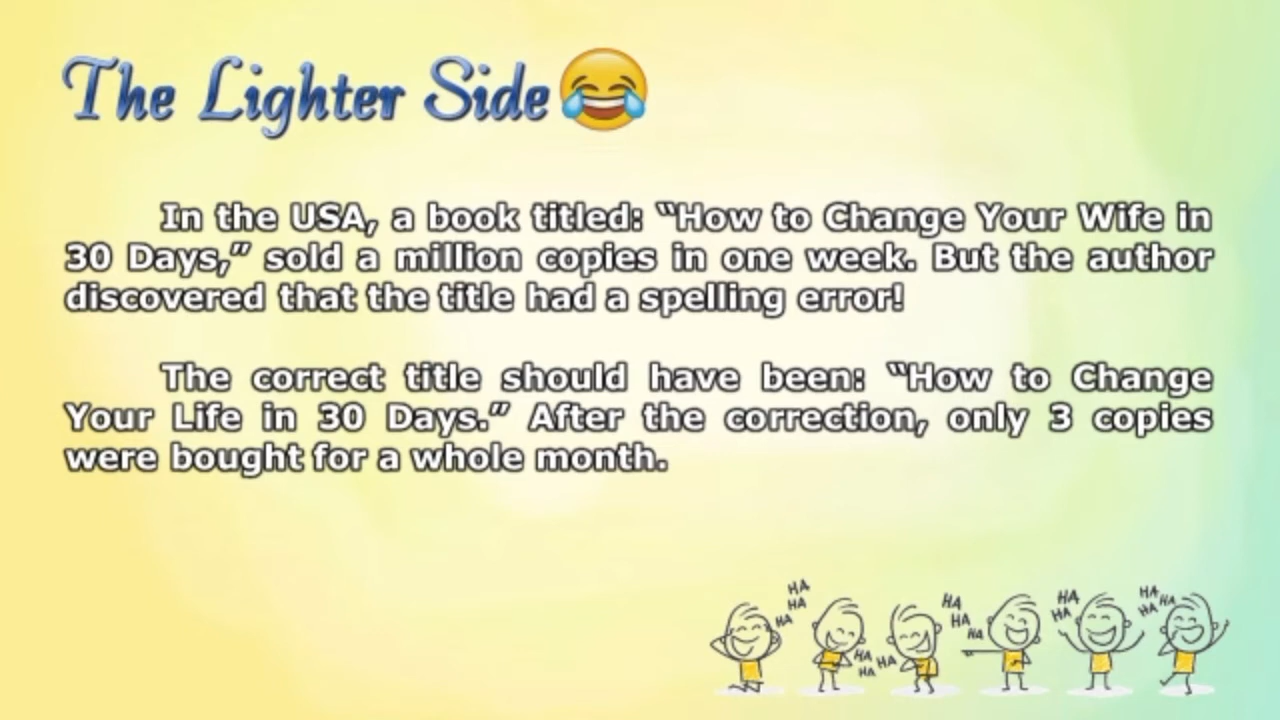 The Lighter Side😂
In the USA, a book titled: “How to Change Your Wife in
30 Days,” sold a million copies in one week. But the author
discovered that the title had a spelling error!
The correct title should have been: “How to Change
Your Life in 30 Days.” After the correction, only 3 copies
were bought for a whole month.
HA
HA
HA
HA
HA
HA
HA
HA
HA
HA
HA
HA
HA
HA